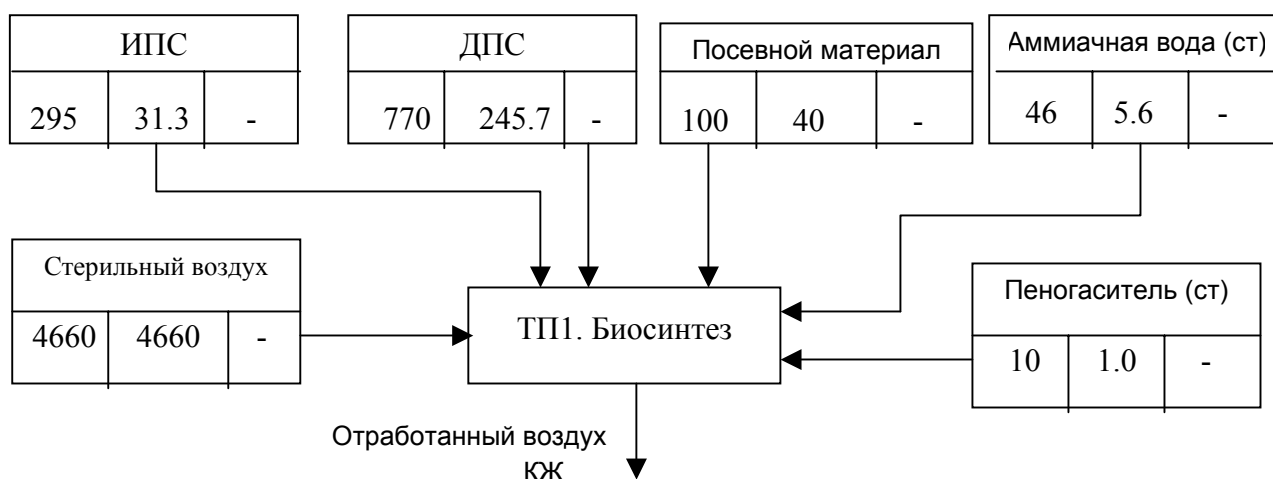 ИПС
295 31.3 -
ДПС
770 245.7 -
Посевной материал
100 40 -
Аммиачная вода (ст)
46 5.6 -
Стерильный воздух
4660 4660 -
ТП1. Биосинтез
Пеногаситель (ст)
10 1.0 -
Отработанный воздух
КЖ